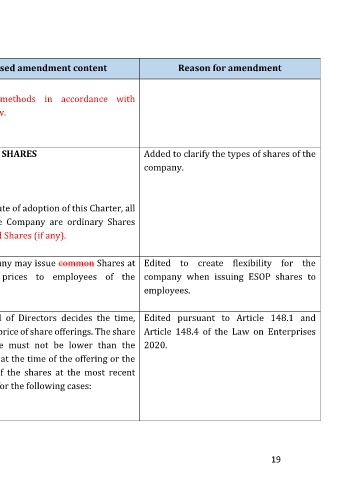 sed amendment content
Reason for amendment
methods in accordance with
w.
SHARES
te of adoption of this Charter, all
e Company are ordinary Shares
d Shares (if any).
Added to clarify the types of shares of the
company.
ny may issue common Shares at
prices to employees of the
Edited to create flexibility for the
company when issuing ESOP shares to
employees.
l of Directors decides the time,
price of share offerings. The share
e must not be lower than the
at the time of the offering or the
f the shares at the most recent
or the following cases:
Edited pursuant to Article 148.1 and
Article 148.4 of the Law on Enterprises
2020.
19